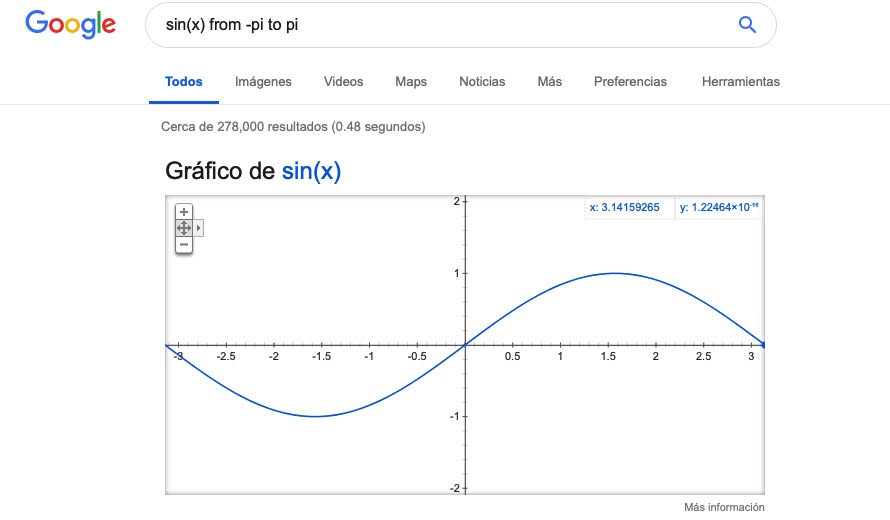 Google
sin(x) from -pi to pi
Todos Imágenes Videos Maps Noticias Más Preferencias Herramientas
Cerca de 278,000 resultados (0.48 segundos)
Gráfico de sin(x)
+
−
x: 3.14159265 y: 1.22464×10⁻¹⁶
2
1
-3 -2.5 -2 -1.5 -1 -0.5 0.5 1 1.5 2 2.5 3
-1
-2
Más información